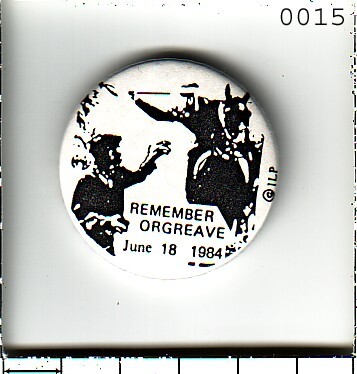 0015
REMEMBER
ORGREAVE
June 18 1984
© ILP